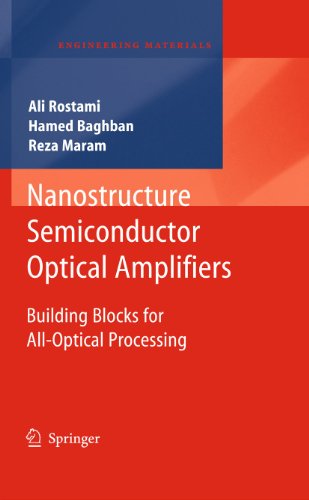 ENGINEERING MATERIALS
Ali Rostami
Hamed Baghban
Reza Maram
Nanostructure
Semiconductor
Optical Amplifiers
Building Blocks for
All-Optical Processing
Springer